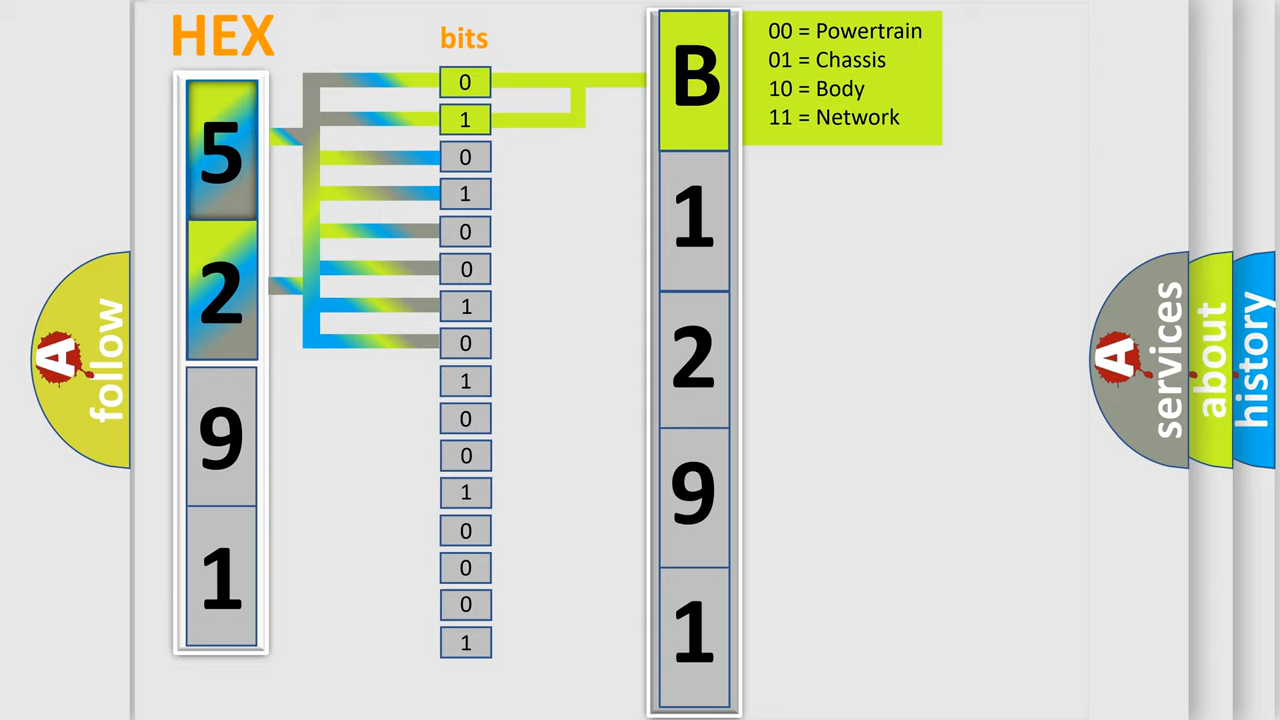 HEX
bits
5
2
9
1
0
1
0
1
0
0
1
0
1
0
0
1
0
0
0
1
B
1
2
9
1
00 = Powertrain
01 = Chassis
10 = Body
11 = Network
A
follow
A
services
about
history